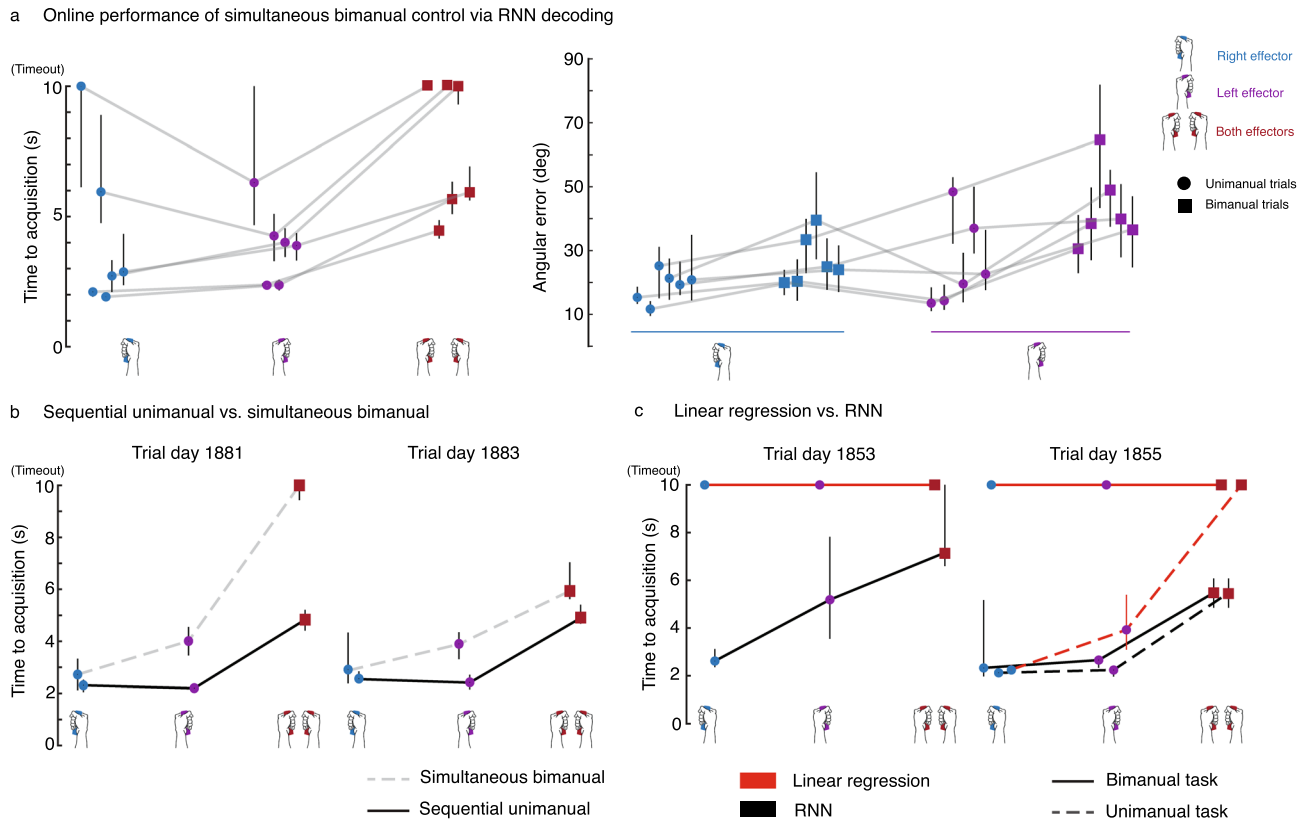 a Online performance of simultaneous bimanual control via RNN decoding
(Timeout)
Time to acquisition (s)
10
5
0
Angular error (deg)
90
70
50
30
10
Right effector
Left effector
Both effectors
Unimanual trials
Bimanual trials
b Sequential unimanual vs. simultaneous bimanual
Trial day 1881
Trial day 1883
(Timeout)
Time to acquisition (s)
10
8
6
4
2
0
Simultaneous bimanual
Sequential unimanual
c Linear regression vs. RNN
Trial day 1853
Trial day 1855
(Timeout)
Time to acquisition (s)
10
8
6
4
2
0
Linear regression
RNN
Bimanual task
Unimanual task